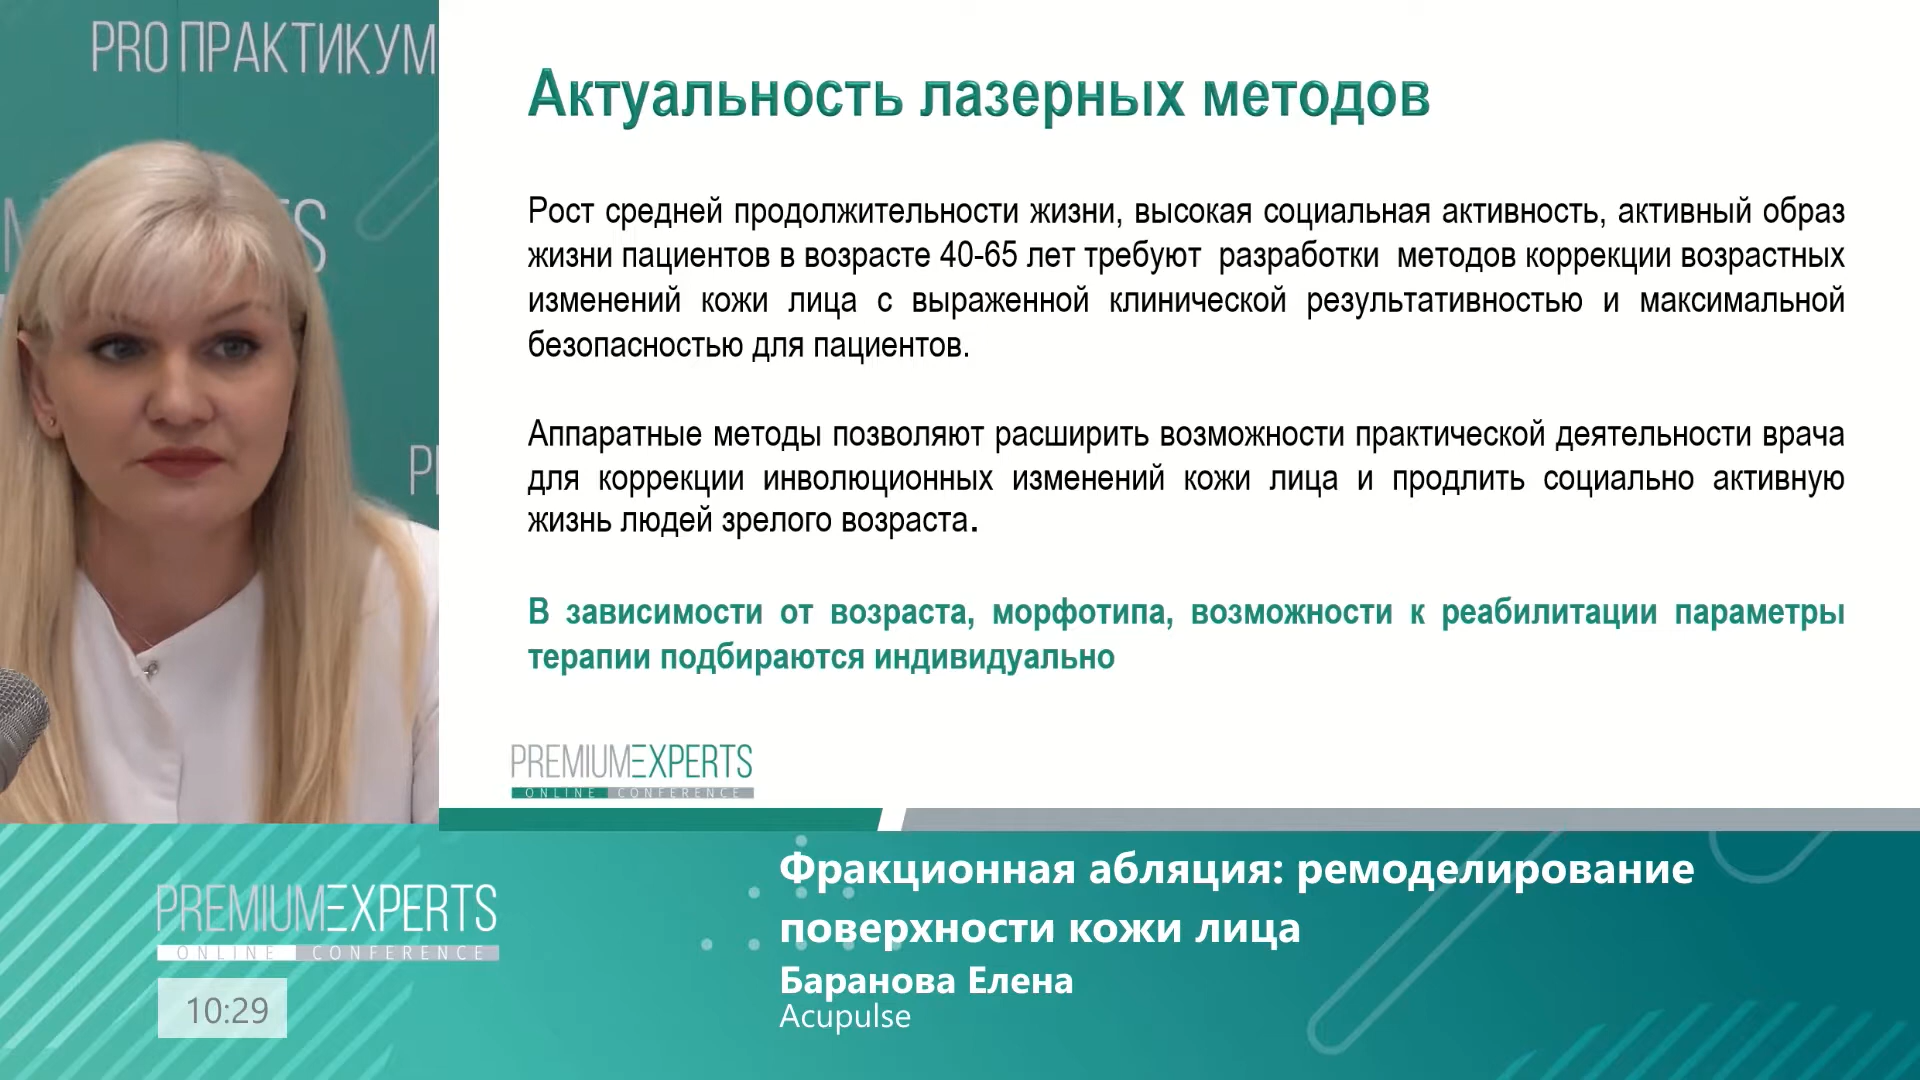 PRO ПРАКТИКУМ
Актуальность лазерных методов
Рост средней продолжительности жизни, высокая социальная активность, активный образ
жизни пациентов в возрасте 40-65 лет требуют разработки методов коррекции возрастных
изменений кожи лица с выраженной клинической результативностью и максимальной
безопасностью для пациентов.
Аппаратные методы позволяют расширить возможности практической деятельности врача
для коррекции инволюционных изменений кожи лица и продлить социально активную
жизнь людей зрелого возраста.
В зависимости от возраста, морфотипа, возможности к реабилитации параметры
терапии подбираются индивидуально
PREMIUMEXPERTS
ONLINE CONFERENCE
Фракционная абляция: ремоделирование
поверхности кожи лица
Баранова Елена
Acupulse
PREMIUMEXPERTS
ONLINE CONFERENCE
10:29